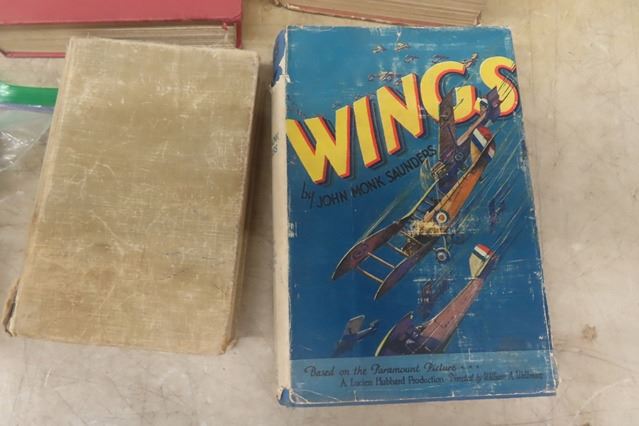 WINGS
by JOHN MONK SAUNDERS
Based on the Paramount Picture
A Lucien Hubbard Production Directed by William A. Wellman